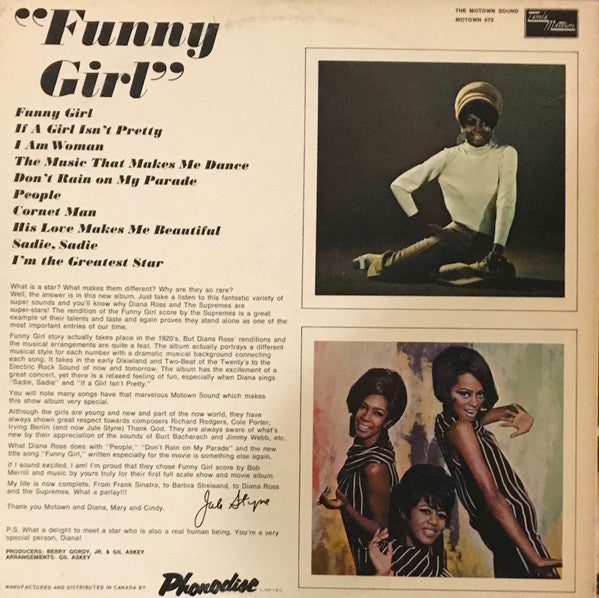 THE MOTOWN SOUND
MOTOWN 672
Tamla
Motown
"Funny
Girl"
Funny Girl
If A Girl Isn't Pretty
I Am Woman
The Music That Makes Me Dance
Don't Rain on My Parade
People
Cornet Man
His Love Makes Me Beautiful
Sadie, Sadie
I'm the Greatest Star
What is a star? What makes them different? Why are they so rare?
Well, the answer is in this new album. Just take a listen to this fantastic variety of
super sounds and you'll know why Diana Ross and The Supremes are
super-stars! The rendition of the Funny Girl score by the Supremes is a great
example of their talents and taste and again proves they stand alone as one of the
most important entries of our time.
Funny Girl story actually takes place in the 1920's. But Diana Ross' renditions and
the musical arrangements are quite a feat. The album actually portrays a different
musical style for each number with a dramatic musical background connecting
each song. It takes in the early Dixieland and Two-Beat of the Twenty's to the
Electric Rock Sound of now and tomorrow. The album has the excitement of a
great concert, yet there is a relaxed feeling of fun, especially when Diana sings
"Sadie, Sadie" and "If a Girl Isn't Pretty."
You will note many songs have that marvelous Motown Sound which makes
this show album very special.
Although the girls are young and new and part of the now world, they have
always shown great respect towards composers Richard Rodgers, Cole Porter,
Irving Berlin (and now Jule Styne) Thank God. They are always aware of what's
new by their appreciation of the sounds of Burt Bacharach and Jimmy Webb, etc.
What Diana Ross does with "People," "Don't Rain on My Parade" and the new
title song "Funny Girl," written especially for the movie is something else again.
If I sound excited, I am! I'm proud that they chose Funny Girl score by Bob
Merrill and music by yours truly for their first full scale show and movie album.
My life is now complete. From Frank Sinatra, to Barbra Streisand, to Diana Ross
and the Supremes. What a parlay!!!
Thank you Motown and Diana, Mary and Cindy.
Jule Styne
P.S. What a delight to meet a star who is also a real human being. You're a very
special person, Diana!
PRODUCERS: BERRY GORDY, JR. & GIL ASKEY
ARRANGEMENTS: GIL ASKEY
MANUFACTURED AND DISTRIBUTED IN CANADA BY
Phonodisc
LIMITED